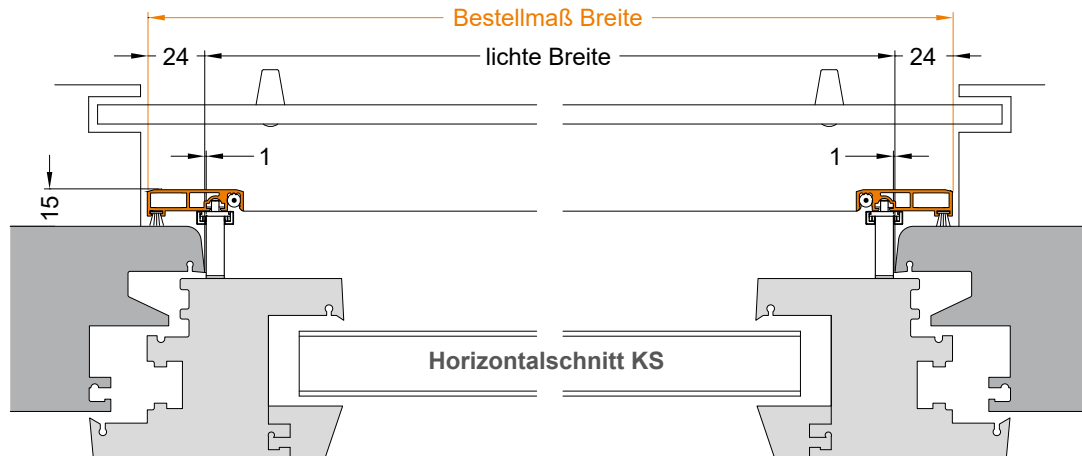 Bestellmaß Breite
24 lichte Breite 24
1 1
15
Horizontalschnitt KS